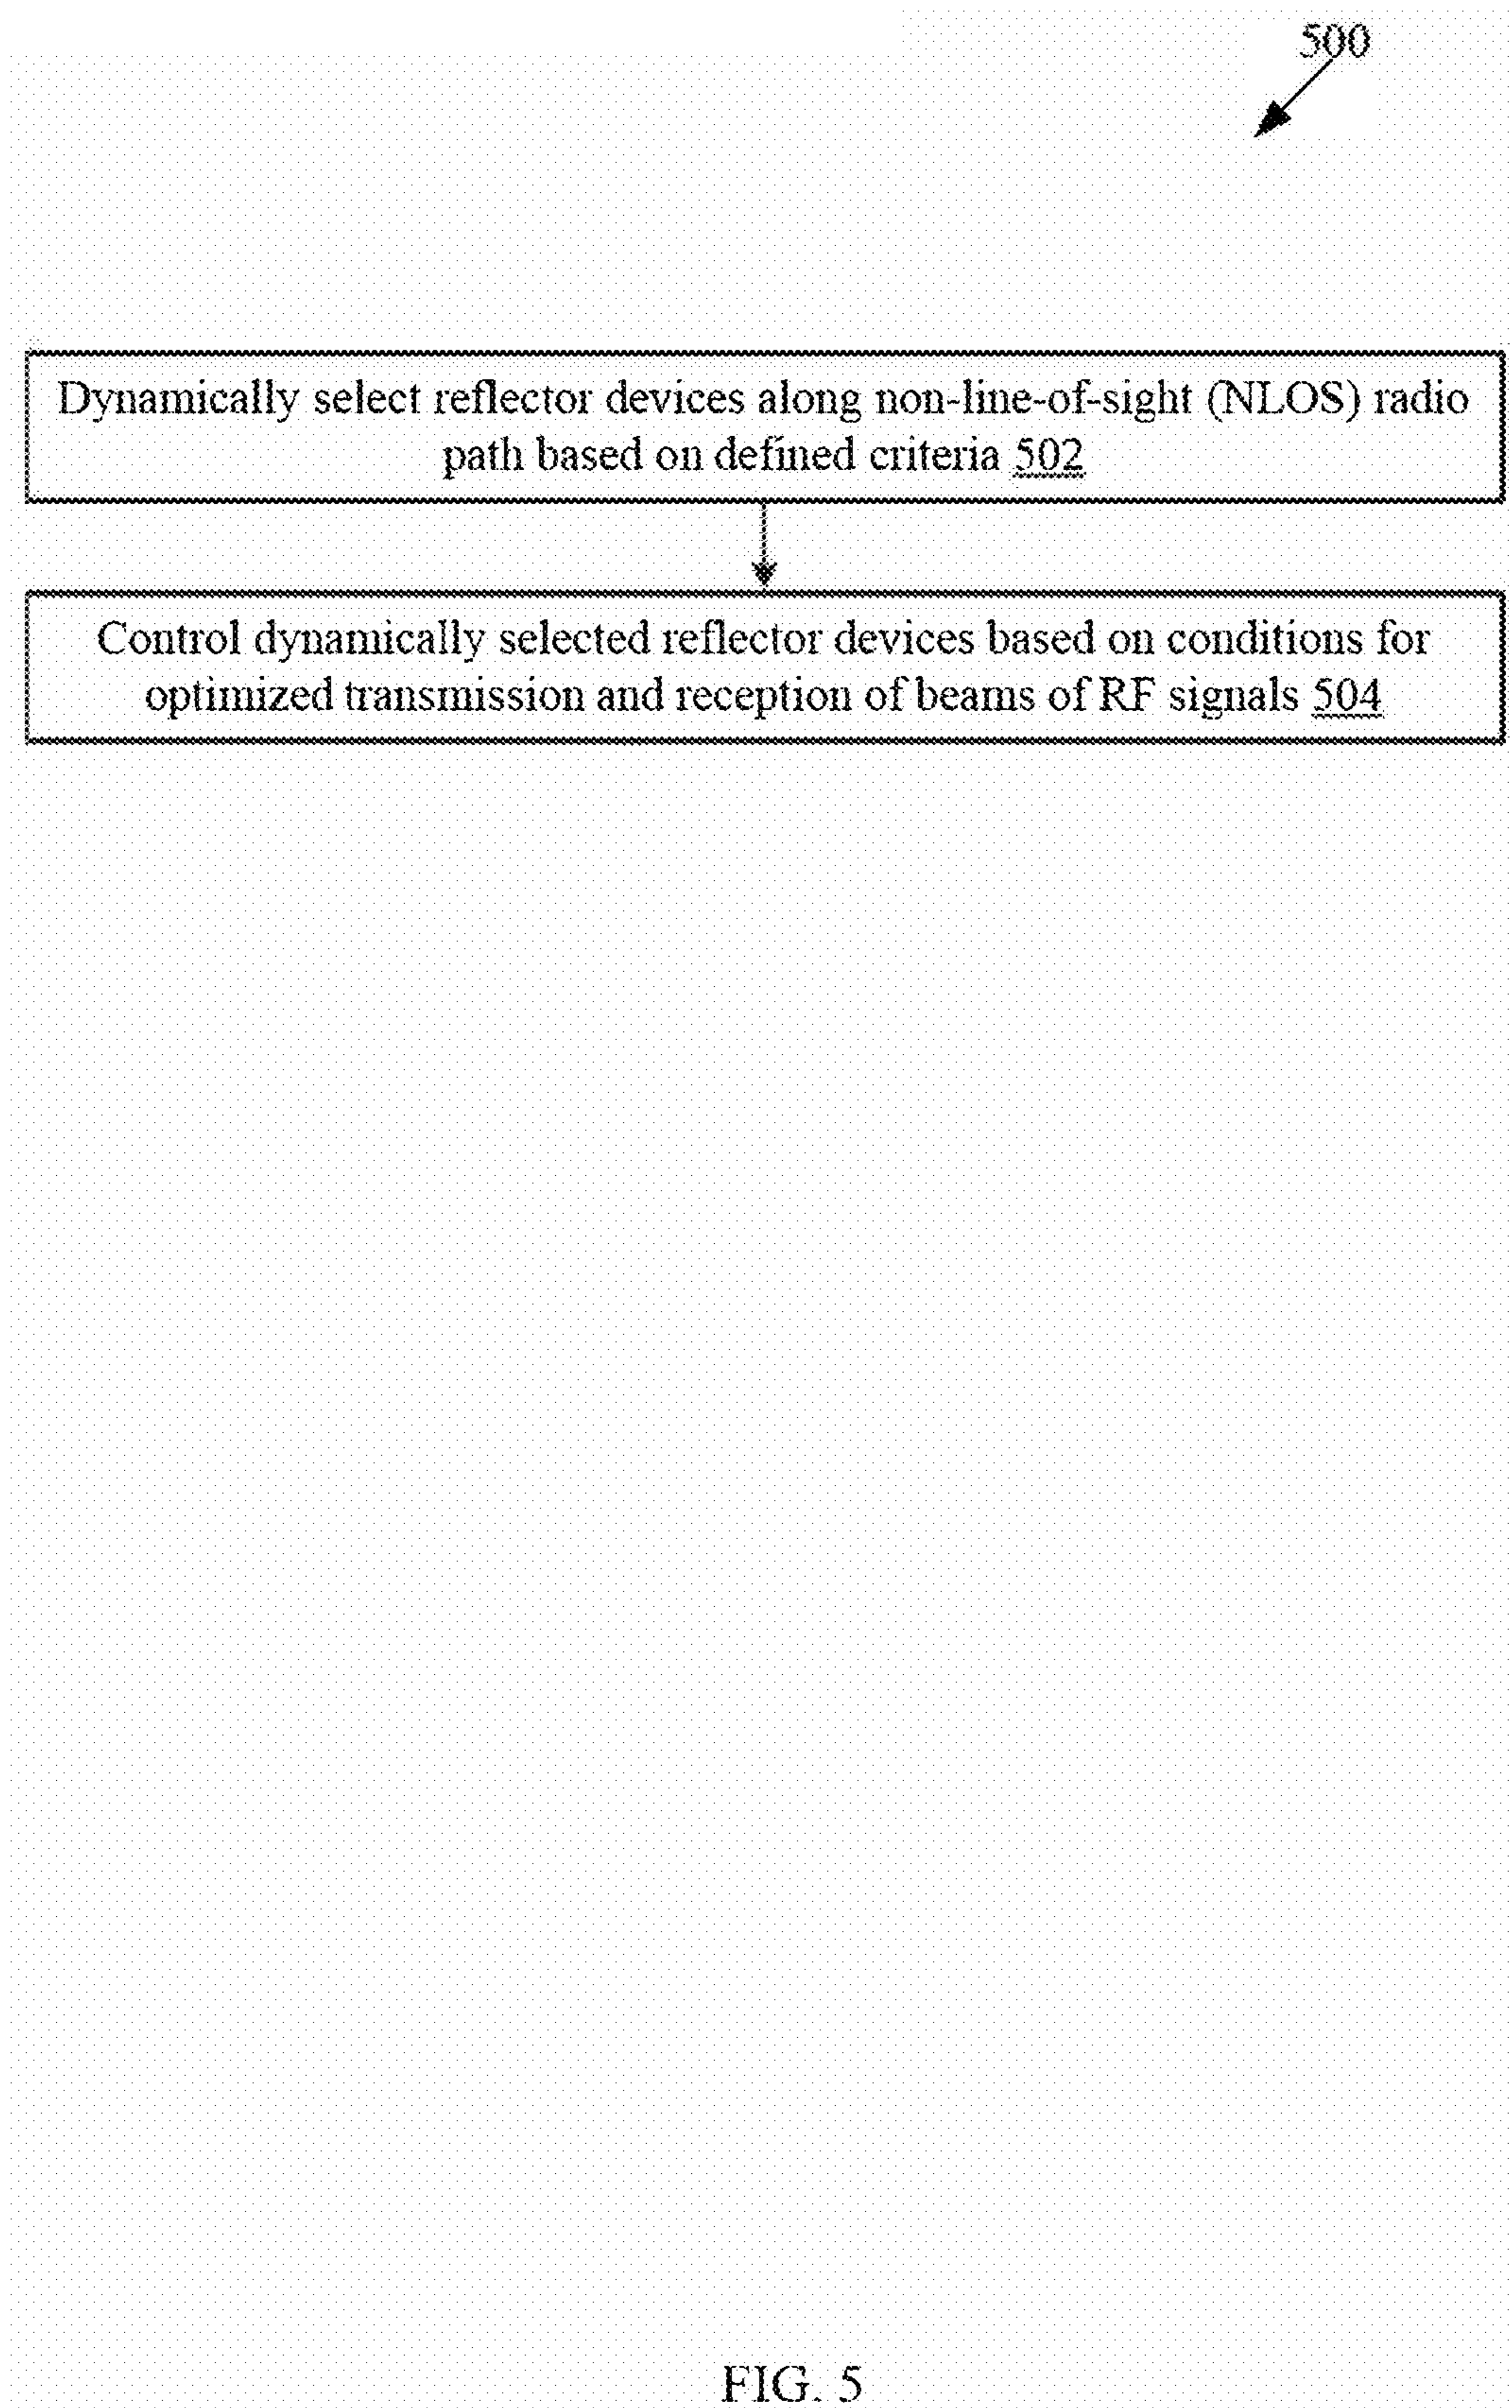 500
Dynamically select reflector devices along non-line-of-sight (NLOS) radio
path based on defined criteria 502
Control dynamically selected reflector devices based on conditions for
optimized transmission and reception of beams of RF signals 504
FIG. 5